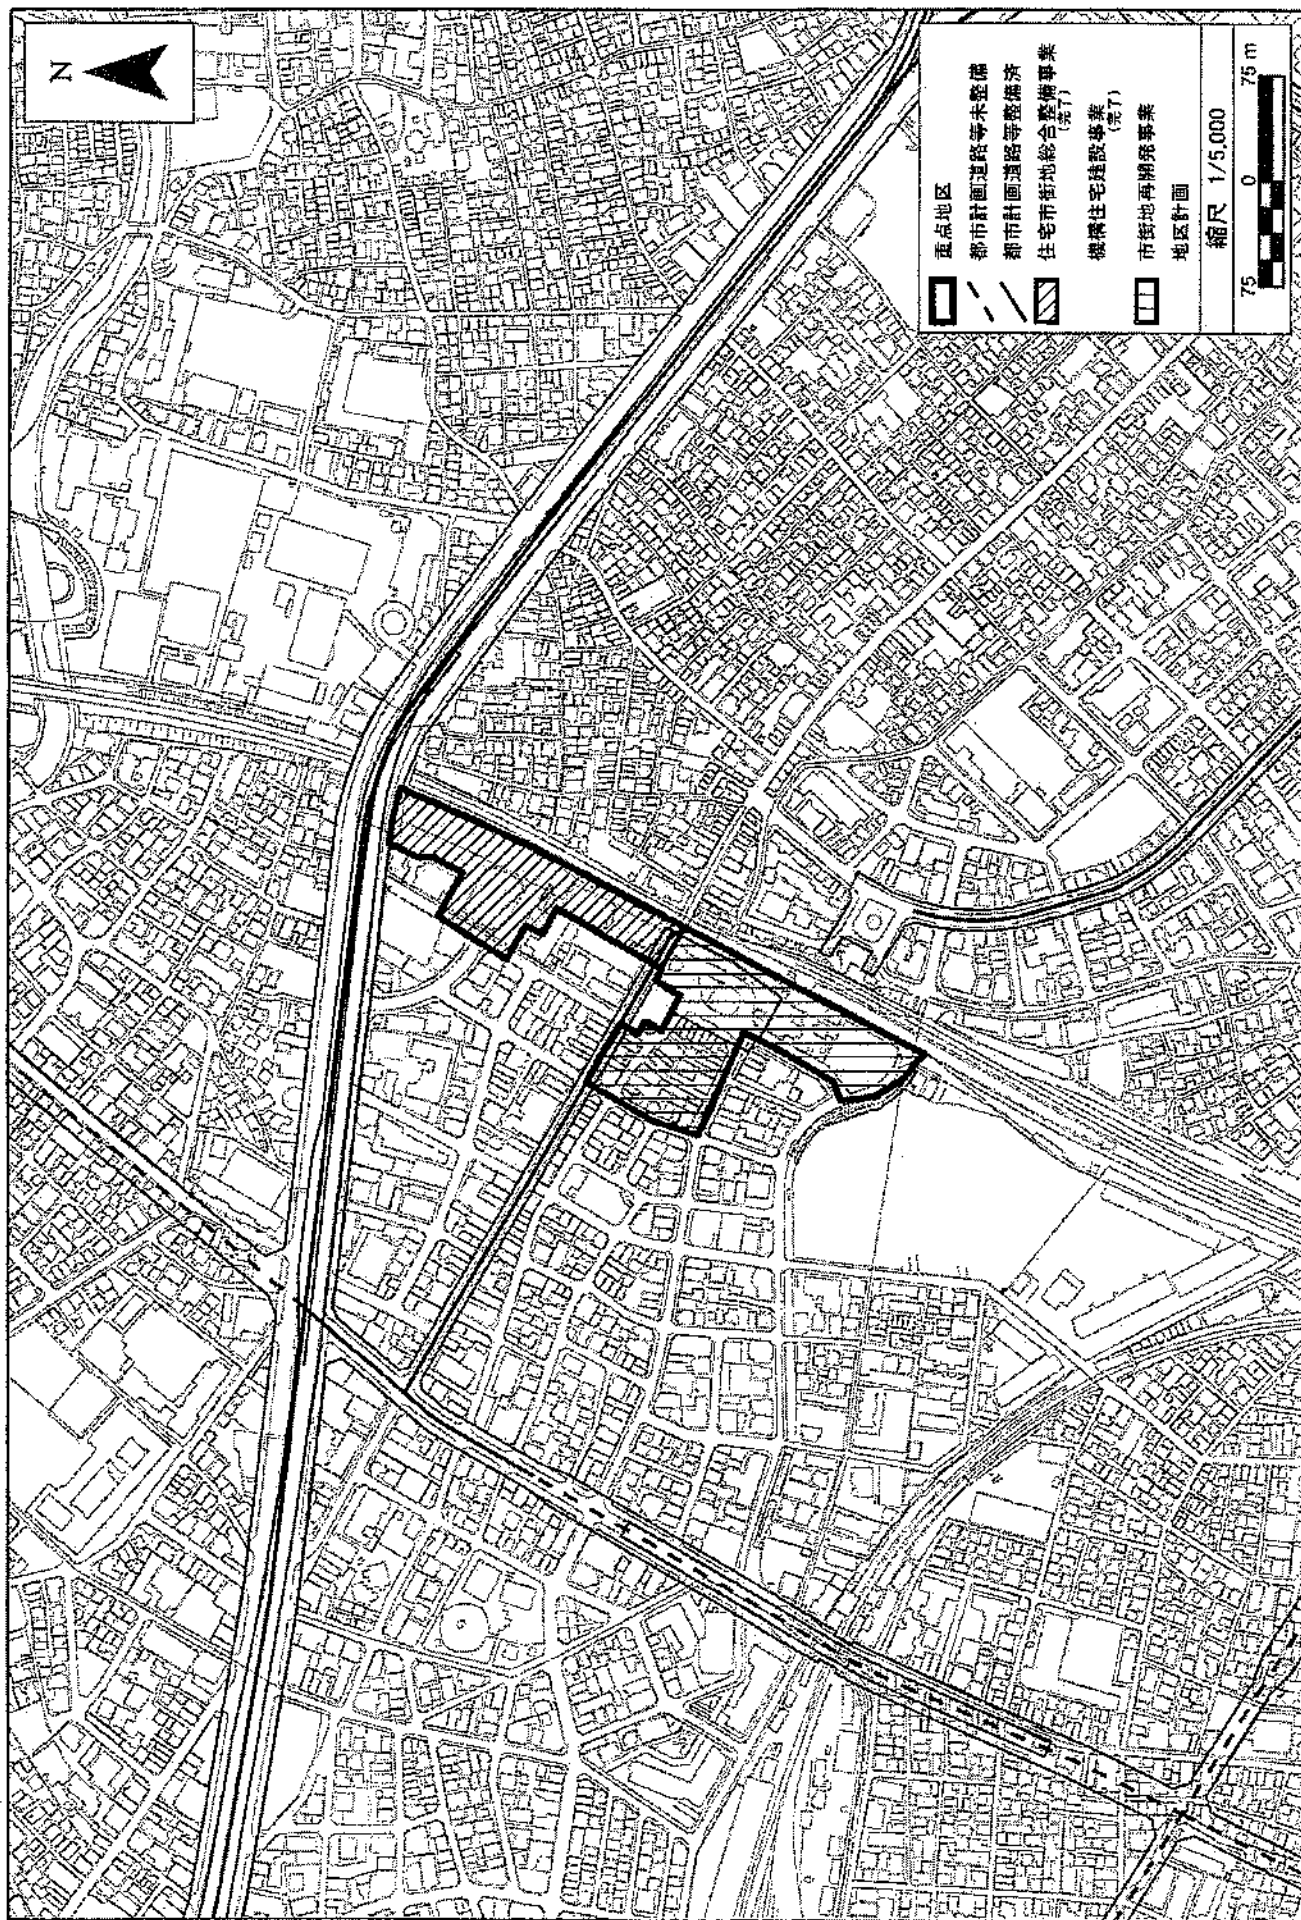 N
重点地区
都市計画道路等未整備
都市計画道路等整備済
住宅市街地総合整備事業
(完了)
機構住宅建設事業
(完了)
市街地再開発事業
地区計画
縮尺 1/5,000
75 0 75 m